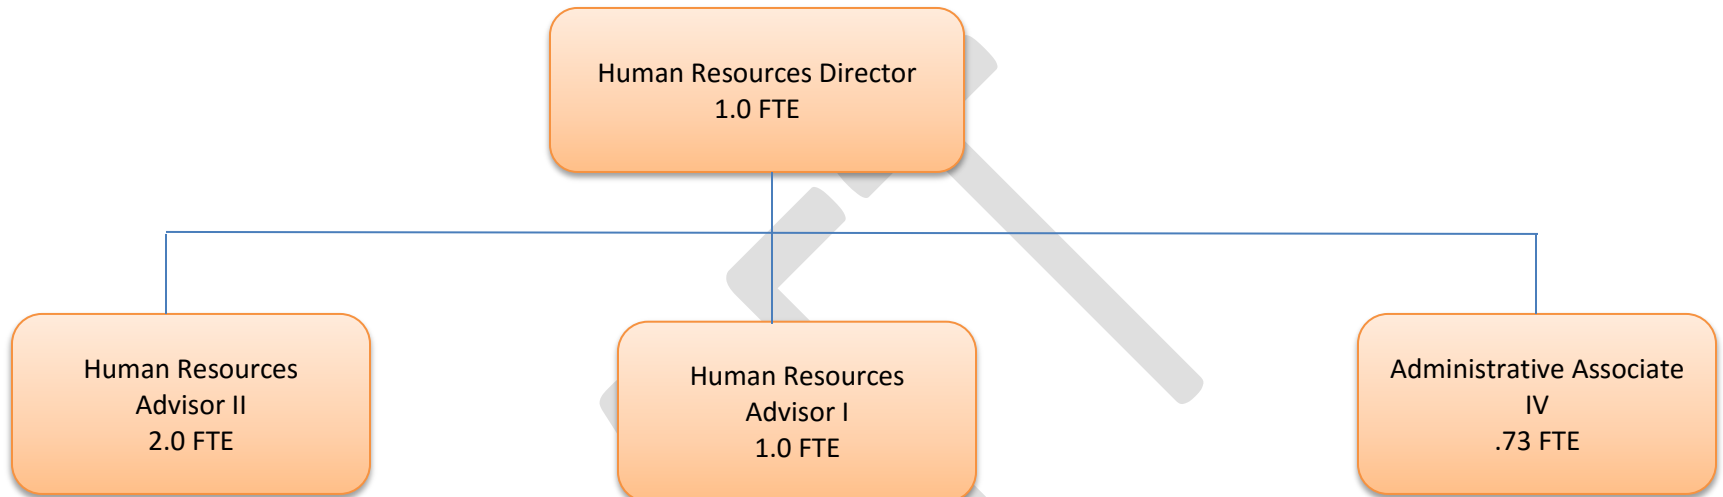 Human Resources Director
1.0 FTE
Human Resources
Advisor II
2.0 FTE
Human Resources
Advisor I
1.0 FTE
Administrative Associate
IV
.73 FTE